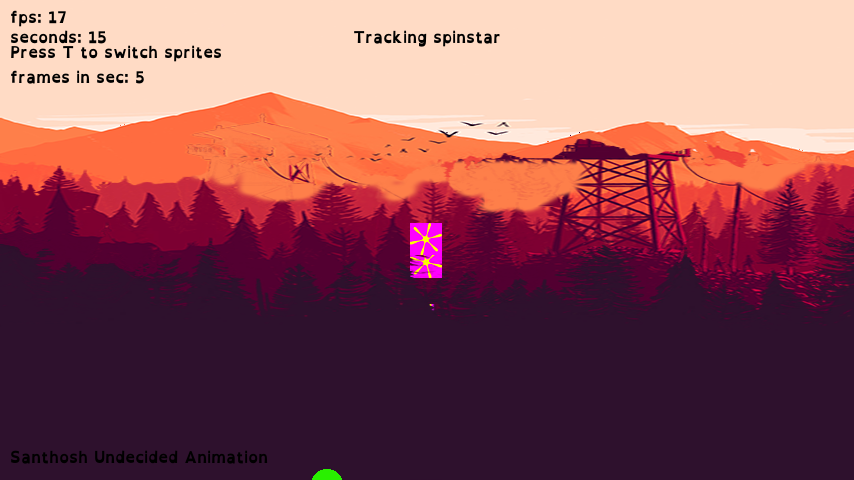 fps: 17
seconds: 15
Tracking spinstar
Press T to switch sprites
frames in sec: 5
Santhosh Undecided Animation